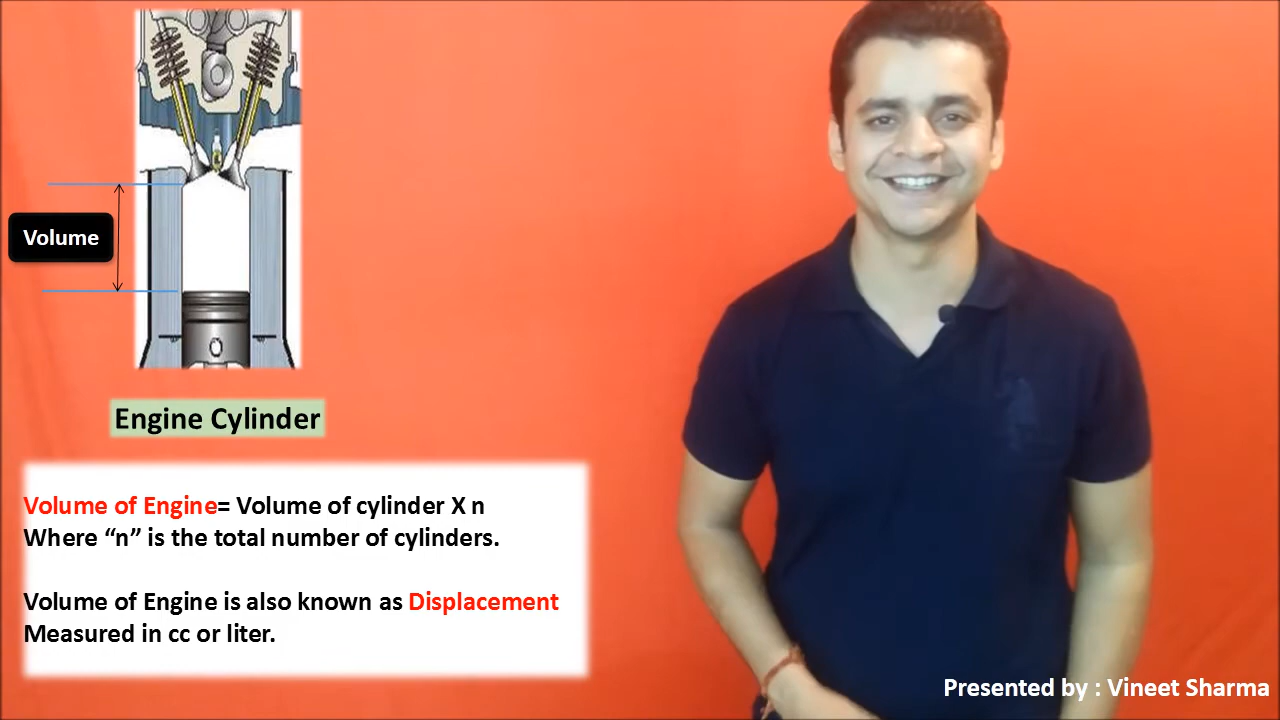 Volume
Engine Cylinder
Volume of Engine= Volume of cylinder X n
Where “n” is the total number of cylinders.
Volume of Engine is also known as Displacement
Measured in cc or liter.
Presented by : Vineet Sharma